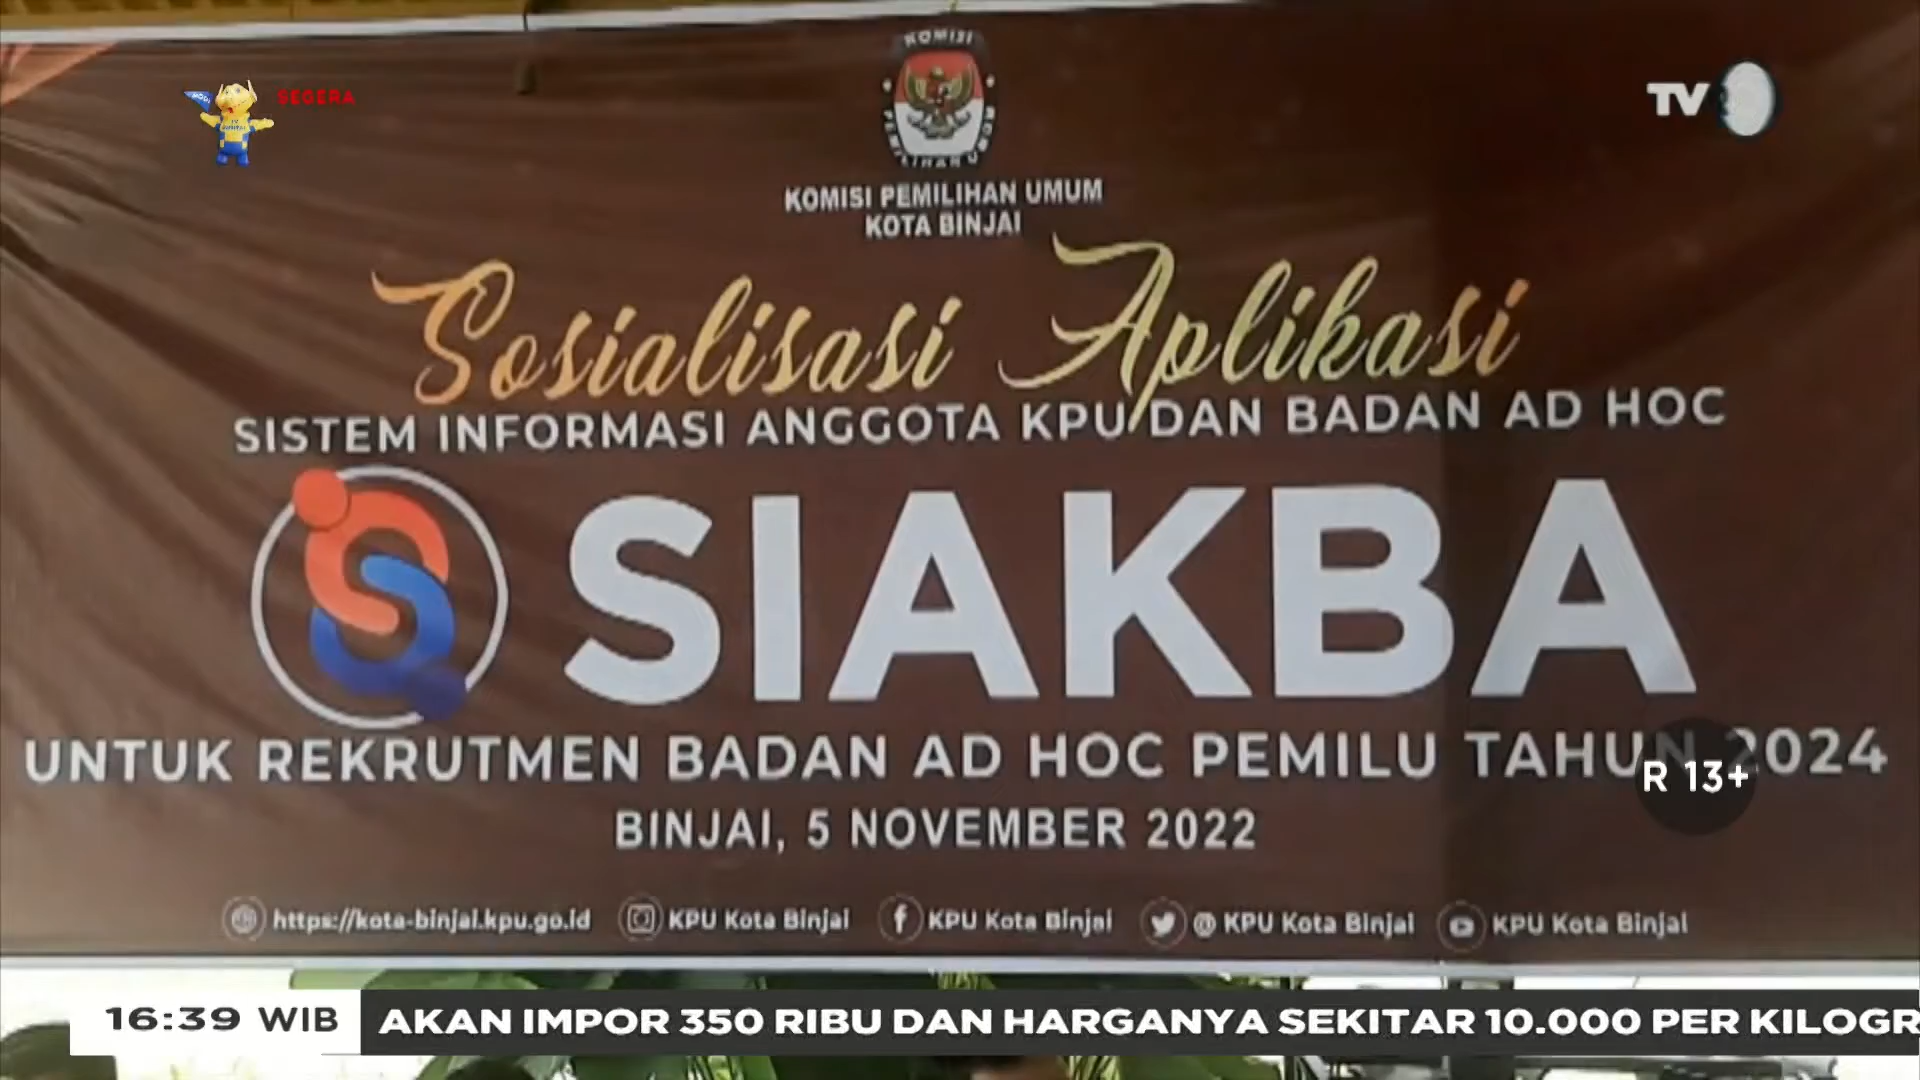 KOMISI
PEMILIHAN UMUM
SEGERA
TV
KOMISI PEMILIHAN UMUM
KOTA BINJAI
Sosialisasi Aplikasi
SISTEM INFORMASI ANGGOTA KPU DAN BADAN AD HOC
SIAKBA
UNTUK REKRUTMEN BADAN AD HOC PEMILU TAHUN 2024
R 13+
BINJAI, 5 NOVEMBER 2022
https://kota-binjai.kpu.go.id KPU Kota Binjai KPU Kota Binjai @ KPU Kota Binjai KPU Kota Binjai
16:39 WIB AKAN IMPOR 350 RIBU DAN HARGANYA SEKITAR 10.000 PER KILOGR